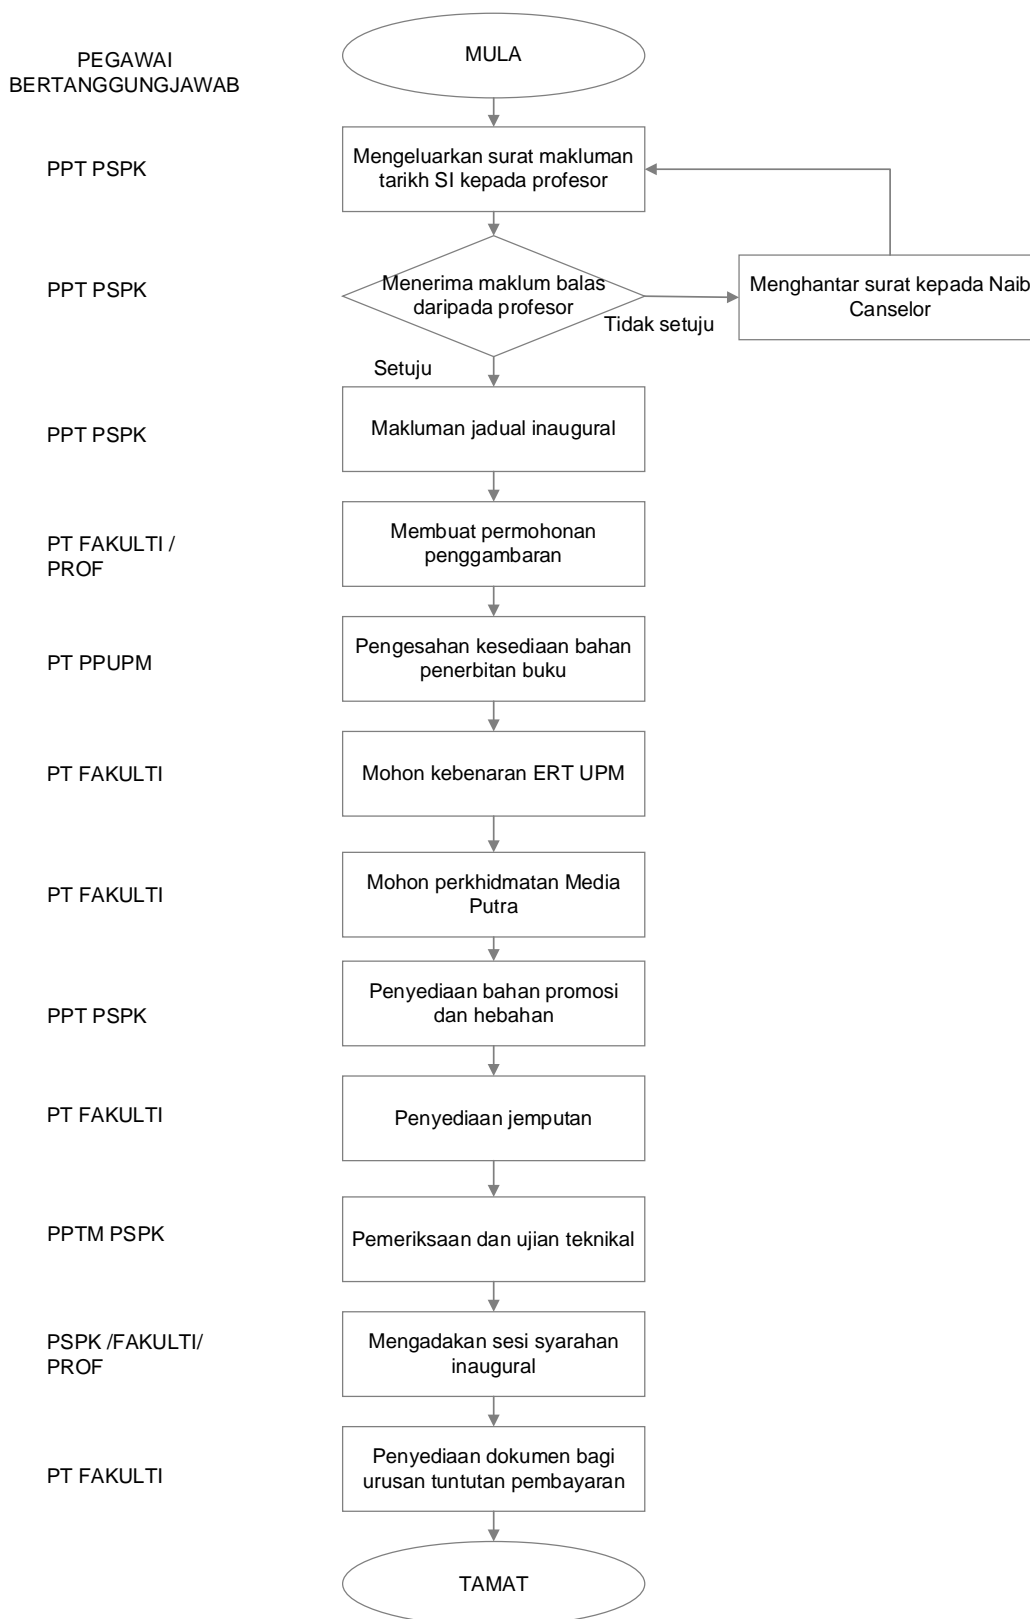 PEGAWAI
BERTANGGUNGJAWAB
MULA
PPT PSPK
Mengeluarkan surat makluman
tarikh SI kepada profesor
PPT PSPK
Menerima maklum balas
daripada profesor
Tidak setuju
Menghantar surat kepada Naib
Canselor
Setuju
PPT PSPK
Makluman jadual inaugural
PT FAKULTI /
PROF
Membuat permohonan
penggambaran
PT PPUPM
Pengesahan kesediaan bahan
penerbitan buku
PT FAKULTI
Mohon kebenaran ERT UPM
PT FAKULTI
Mohon perkhidmatan Media
Putra
PPT PSPK
Penyediaan bahan promosi
dan hebahan
PT FAKULTI
Penyediaan jemputan
PPTM PSPK
Pemeriksaan dan ujian teknikal
PSPK /FAKULTI/
PROF
Mengadakan sesi syarahan
inaugural
PT FAKULTI
Penyediaan dokumen bagi
urusan tuntutan pembayaran
TAMAT